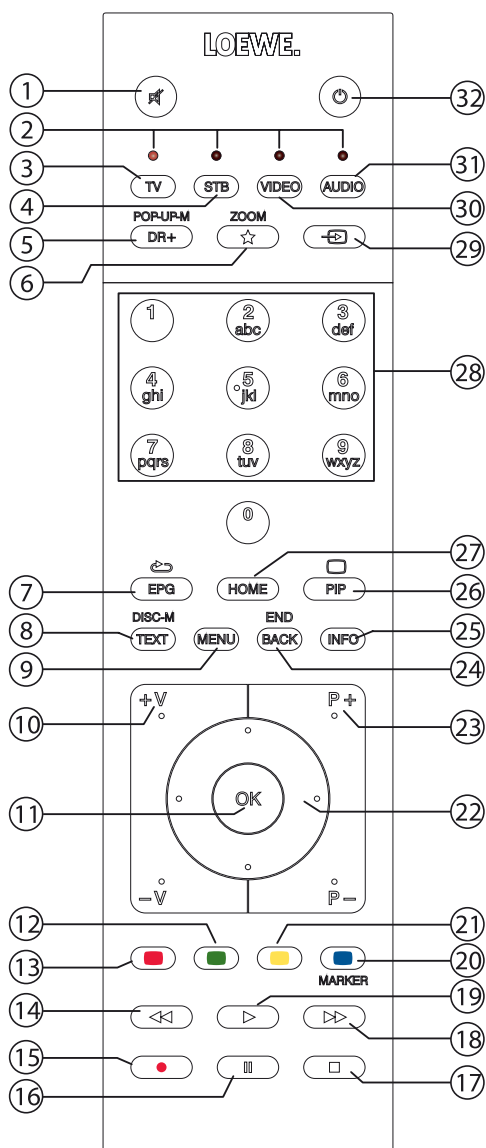 LOEWE.
1
32
2
3
TV
STB
VIDEO
AUDIO
31
4
30
POP-UP-M
ZOOM
5
DR+
29
6
1
2
3
abc
def
28
4
5
6
ghi
jkl
mno
7
8
9
pqrs
tuv
wxyz
0
27
7
EPG
HOME
PIP
26
DISC-M
END
8
TEXT
MENU
BACK
INFO
25
9
24
+V
P+
10
23
11
OK
22
−V
P−
12
21
13
20
MARKER
19
14
18
15
16
17